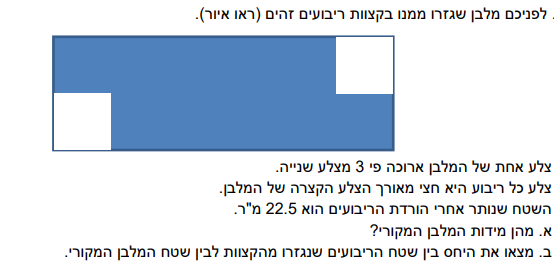 . לפניכם מלבן שגזרו ממנו בקצוות ריבועים זהים (ראו איור).
צלע אחת של המלבן ארוכה פי 3 מצלע שנייה.
צלע כל ריבוע היא חצי מאורך הצלע הקצרה של המלבן.
השטח שנותר אחרי הורדת הריבועים הוא 22.5 מ"ר.
א. מהן מידות המלבן המקורי?
ב. מצאו את היחס בין שטח הריבועים שנגזרו מהקצוות לבין שטח המלבן המקורי.